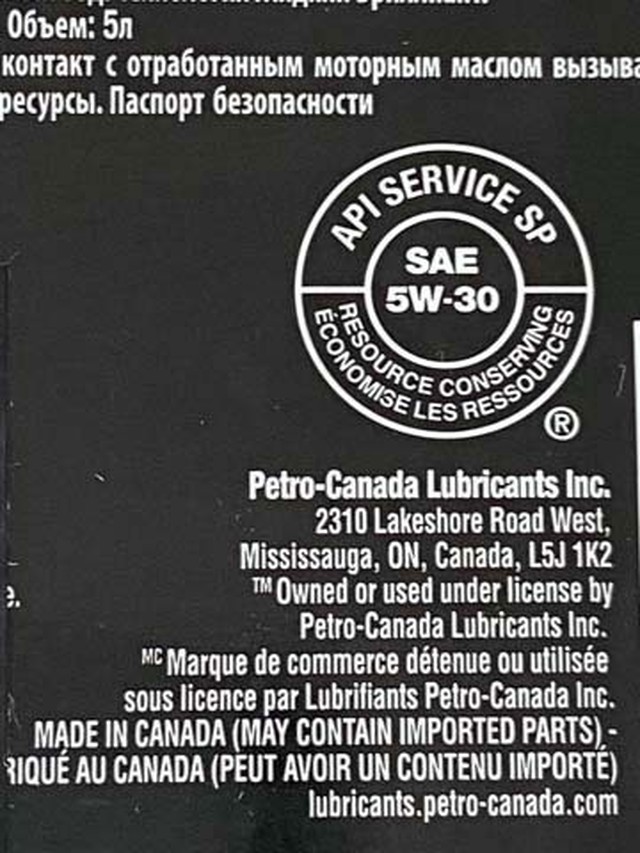 Объем: 5л
контакт с отработанным моторным маслом
ресурсы. Паспорт безопасности
API SERVICE SP
SAE
5W-30
RESOURCE CONSERVING
ÉCONOMISE LES RESSOURCES
®
Petro-Canada Lubricants Inc.
2310 Lakeshore Road West,
Mississauga, ON, Canada, L5J 1K2
™ Owned or used under license by
Petro-Canada Lubricants Inc.
MC Marque de commerce détenue ou utilisée
sous licence par Lubrifiants Petro-Canada Inc.
MADE IN CANADA (MAY CONTAIN IMPORTED PARTS) -
AU CANADA (PEUT AVOIR UN CONTENU IMPORTÉ)
lubricants.petro-canada.com